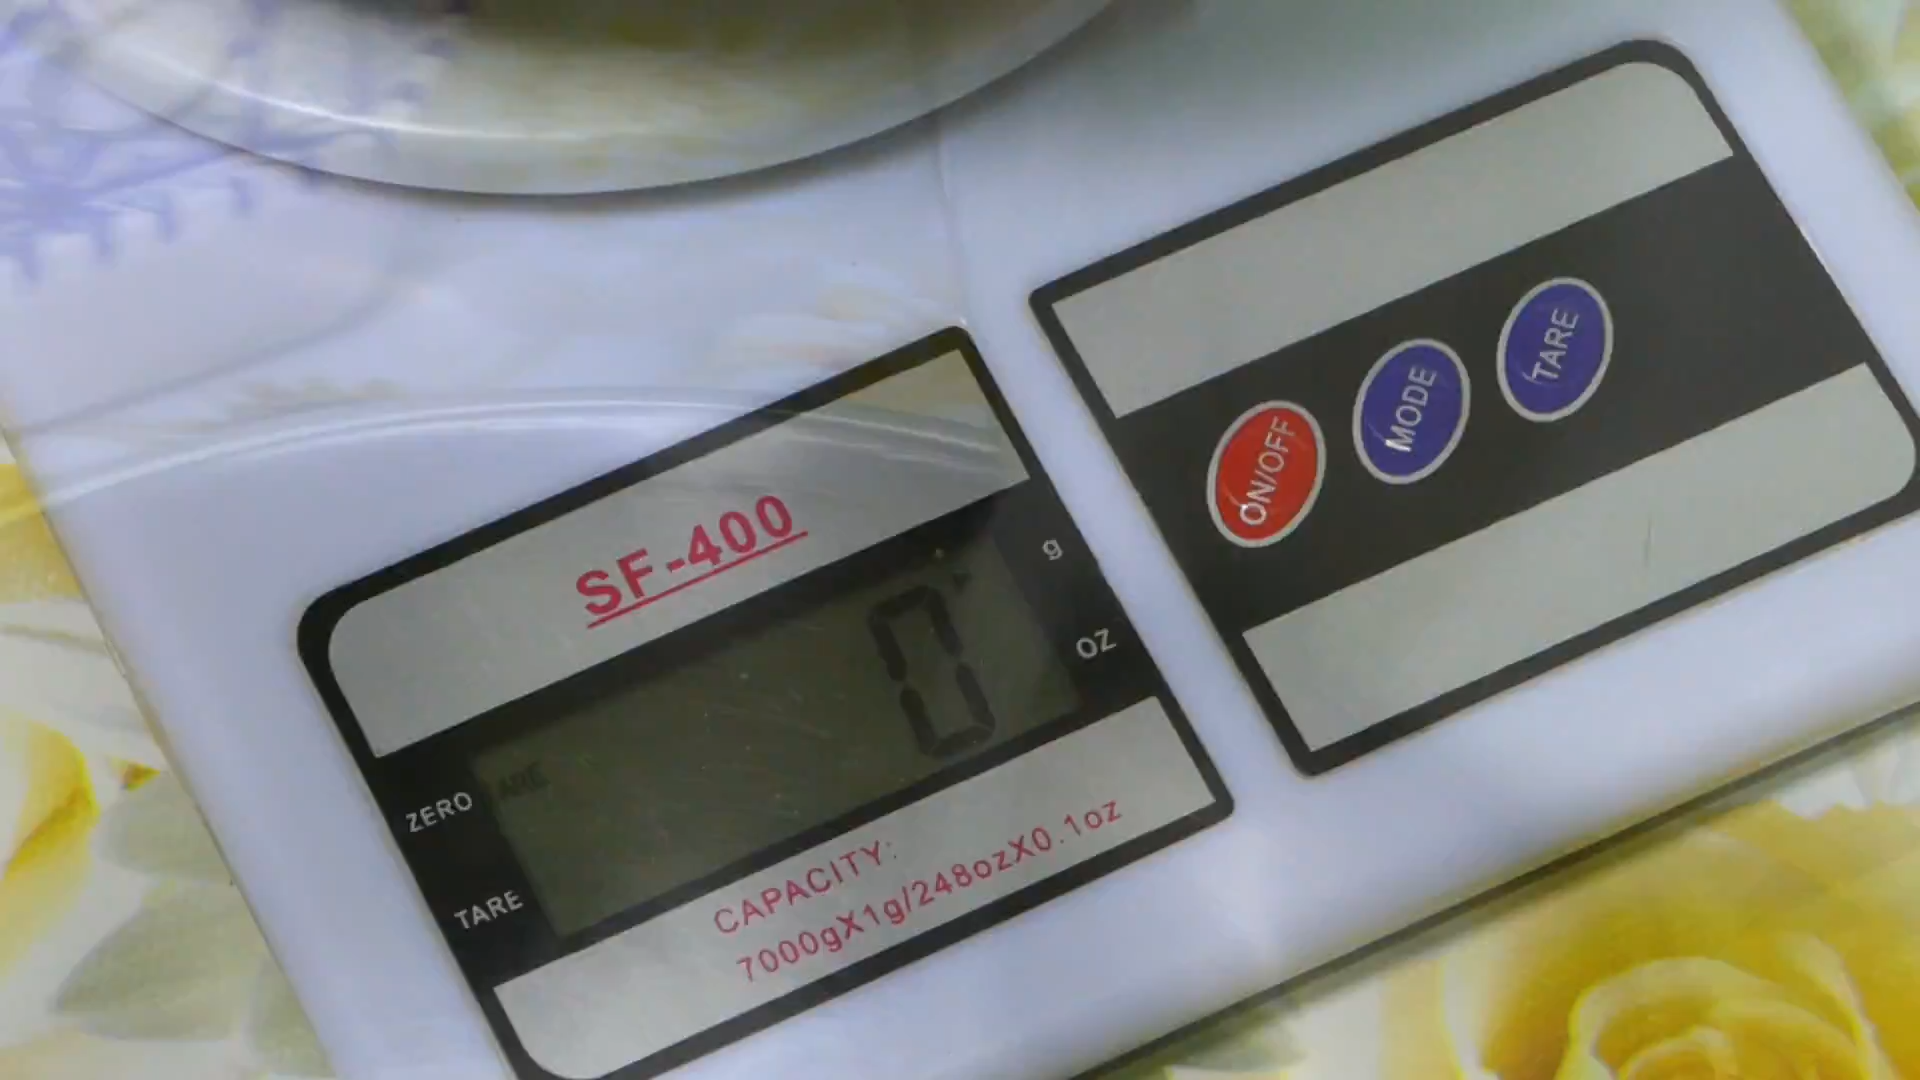 SF-400
0
g
OZ
ZERO
TARE
CAPACITY:
7000gX1g/248ozX0.1oz
ON/OFF
MODE
TARE